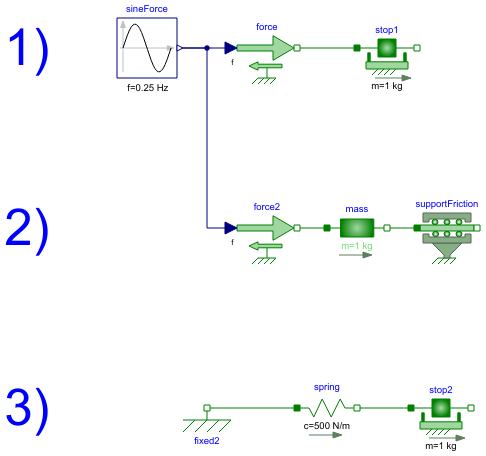 1)
sineForce
f=0.25 Hz
f
force
stop1
m=1 kg
2)
f
force2
mass
m=1 kg
supportFriction
3)
fixed2
spring
c=500 N/m
stop2
m=1 kg